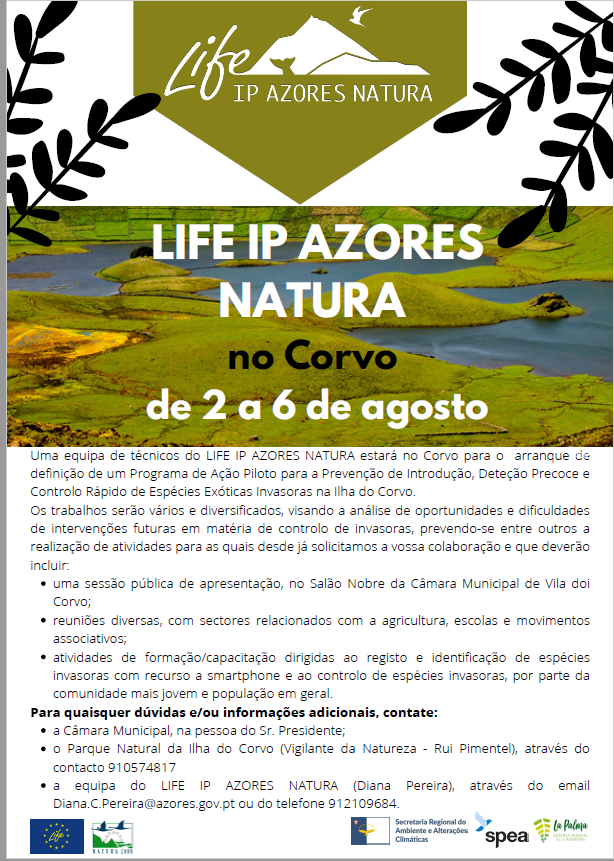 Life
IP AZORES NATURA
LIFE IP AZORES
NATURA
no Corvo
de 2 a 6 de agosto
Uma equipa de técnicos do LIFE IP AZORES NATURA estará no Corvo para o arranque de
definição de um Programa de Ação Piloto para a Prevenção de Introdução, Deteção Precoce e
Controlo Rápido de Espécies Exóticas Invasoras na Ilha do Corvo.
Os trabalhos serão vários e diversificados, visando a análise de oportunidades e dificuldades
de intervenções futuras em matéria de controlo de invasoras, prevendo-se entre outros a
realização de atividades para as quais desde já solicitamos a vossa colaboração e que deverão
incluir:
• uma sessão pública de apresentação, no Salão Nobre da Câmara Municipal de Vila doi
Corvo;
• reuniões diversas, com sectores relacionados com a agricultura, escolas e movimentos
associativos;
• atividades de formação/capacitação dirigidas ao registo e identificação de espécies
invasoras com recurso a smartphone e ao controlo de espécies invasoras, por parte da
comunidade mais jovem e população em geral.
Para quaisquer dúvidas e/ou informações adicionais, contate:
• a Câmara Municipal, na pessoa do Sr. Presidente;
• o Parque Natural da Ilha do Corvo (Vigilante da Natureza - Rui Pimentel), através do
contacto 910574817
• a equipa do LIFE IP AZORES NATURA (Diana Pereira), através do email
Diana.C.Pereira@azores.gov.pt ou do telefone 912109684.
Life
NATURA 2000
Secretaria Regional do
Ambiente e Alterações
Climáticas
spea
La Palma